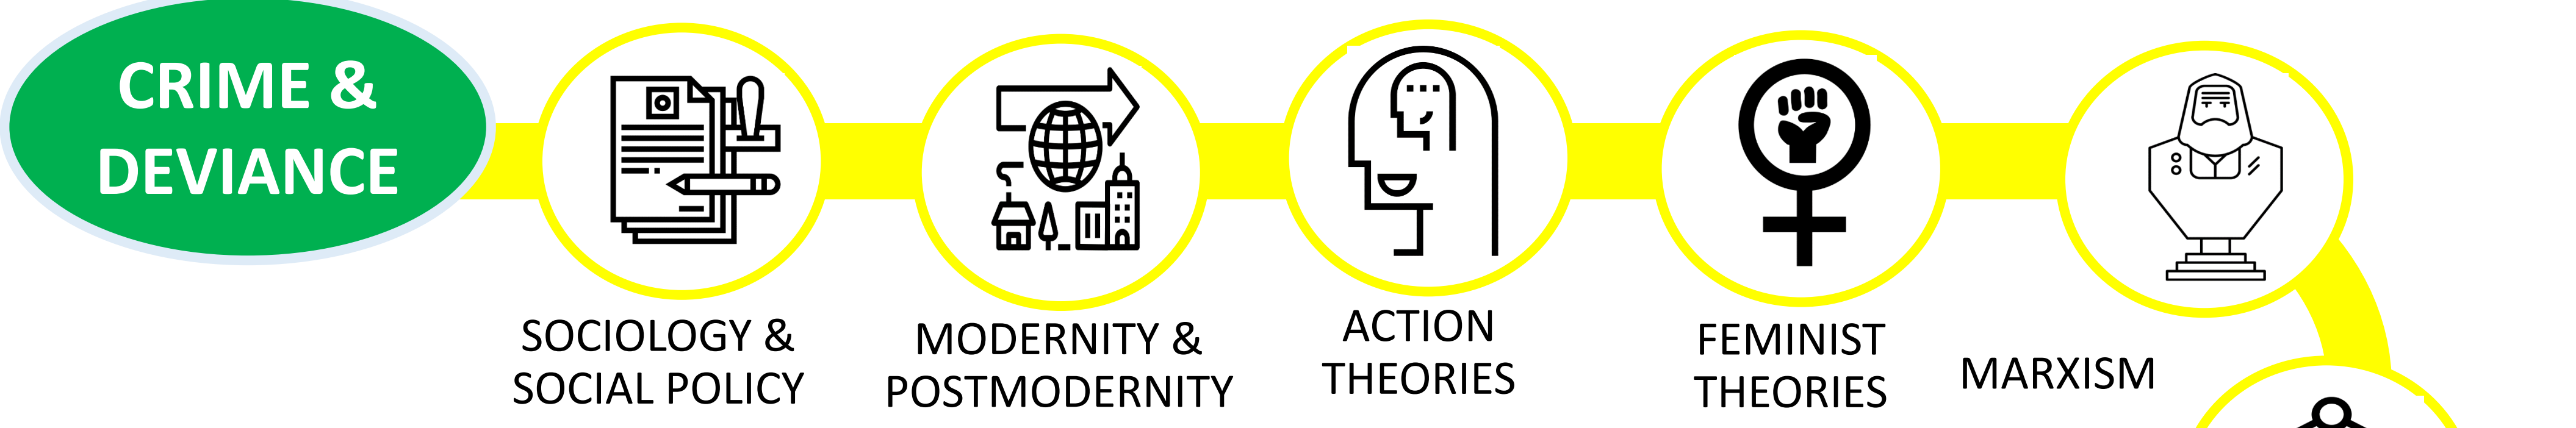 CRIME &
DEVIANCE
SOCIOLOGY &
SOCIAL POLICY
MODERNITY &
POSTMODERNITY
ACTION
THEORIES
FEMINIST
THEORIES
MARXISM